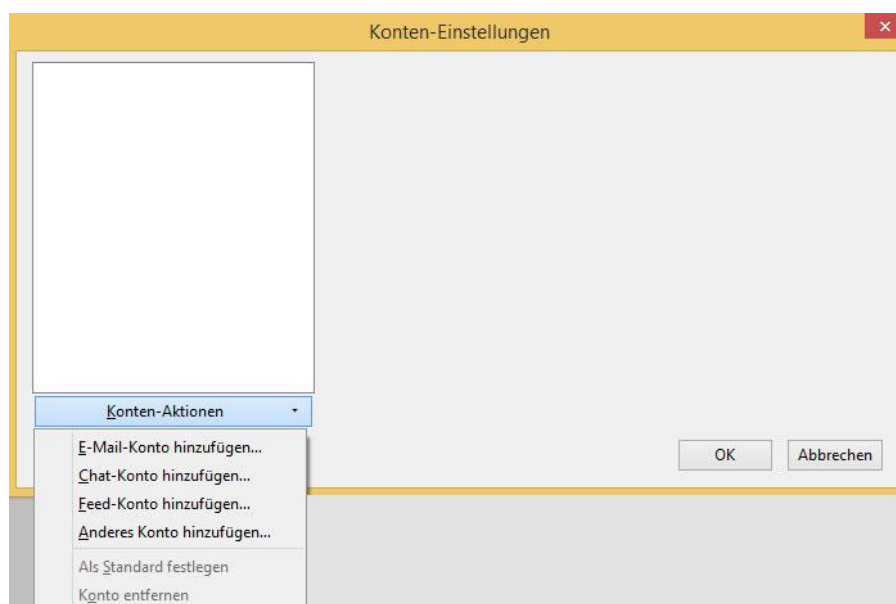 Konten-Einstellungen
Konten-Aktionen
E-Mail-Konto hinzufügen...
Chat-Konto hinzufügen...
Feed-Konto hinzufügen...
Anderes Konto hinzufügen...
Als Standard festlegen
Konto entfernen
OK
Abbrechen